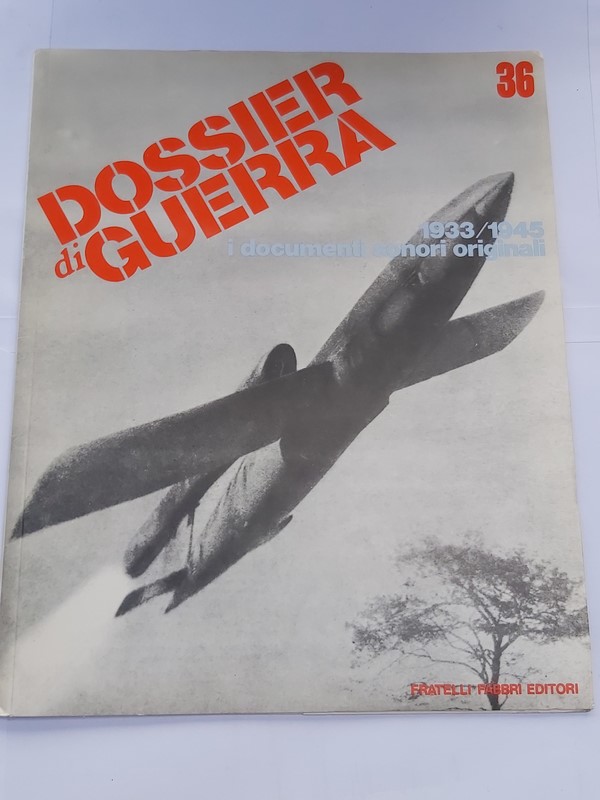 36
DOSSIER
di GUERRA
1933/1945
i documenti sonori originali
FRATELLI FABBRI EDITORI